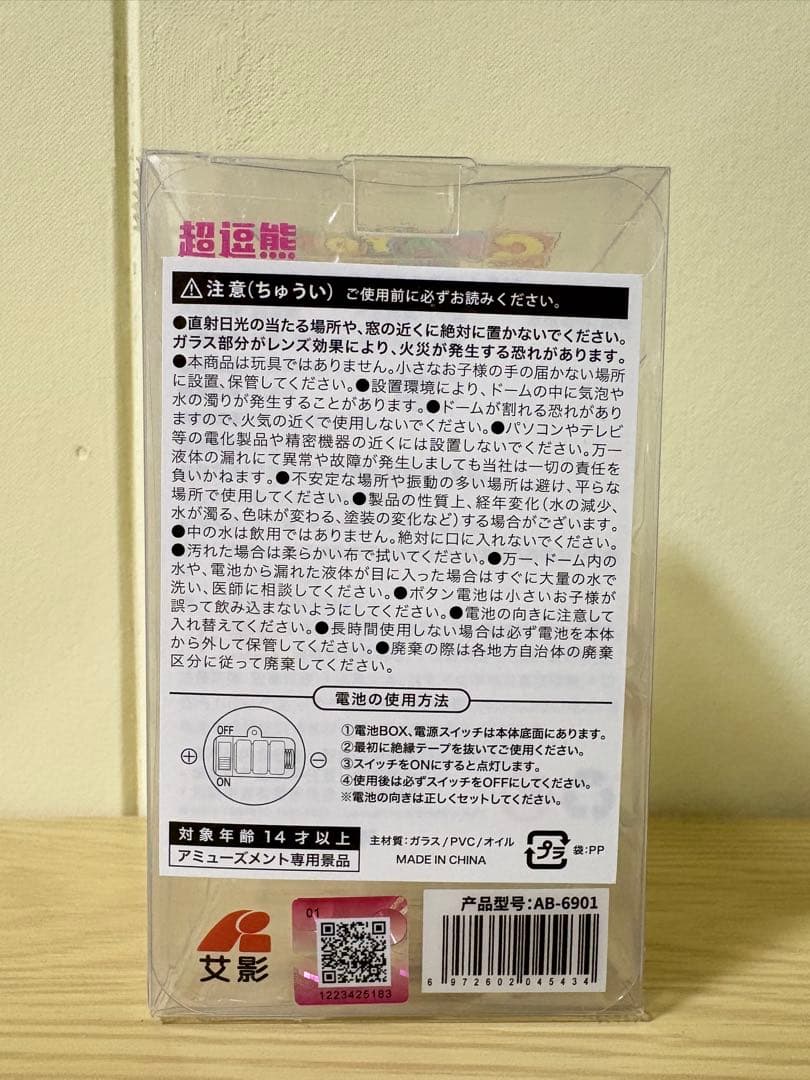 超逗熊
注意(ちゅうい) ご使用前に必ずお読みください。
●直射日光の当たる場所や、窓の近くに絶対に置かないでください。
ガラス部分がレンズ効果により、火災が発生する恐れがあります。
●本商品は玩具ではありません。小さなお子様の手の届かない場所
に設置、保管してください。●設置環境により、ドームの中に気泡や
水の濁りが発生することがあります。●ドームが割れる恐れがあり
ますので、火気の近くで使用しないでください。●パソコンやテレビ
等の電化製品や精密機器の近くには設置しないでください。万一
液体の漏れにて異常や故障が発生しましても当社は一切の責任を
負いかねます。●不安定な場所や振動の多い場所は避け、平らな
場所で使用してください。●製品の性質上、経年変化(水の減少、
水が濁る、色味が変わる、塗装の変化など)する場合がございます。
●中の水は飲用ではありません。絶対に口に入れないでください。
●汚れた場合は柔らかい布で拭いてください。●万一、ドーム内の
水や、電池から漏れた液体が目に入った場合はすぐに大量の水で
洗い、医師に相談してください。●ボタン電池は小さいお子様が
誤って飲み込まないようにしてください。●電池の向きに注意して
入れ替えてください。●長時間使用しない場合は必ず電池を本体
から外して保管してください。●廃棄の際は各地方自治体の廃棄
区分に従って廃棄してください。
電池の使用方法
OFF
⊕ ⊖
ON
①電池BOX、電源スイッチは本体底面にあります。
②最初に絶縁テープを抜いてご使用ください。
③スイッチをONにすると点灯します。
④使用後は必ずスイッチをOFFにしてください。
※電池の向きは正しくセットしてください。
対象年齢14才以上
アミューズメント専用景品
主材質:ガラス/PVC/オイル
MADE IN CHINA
プラ
袋:PP
艾影
01
1223425183
产品型号:AB-6901
6 972602 045434